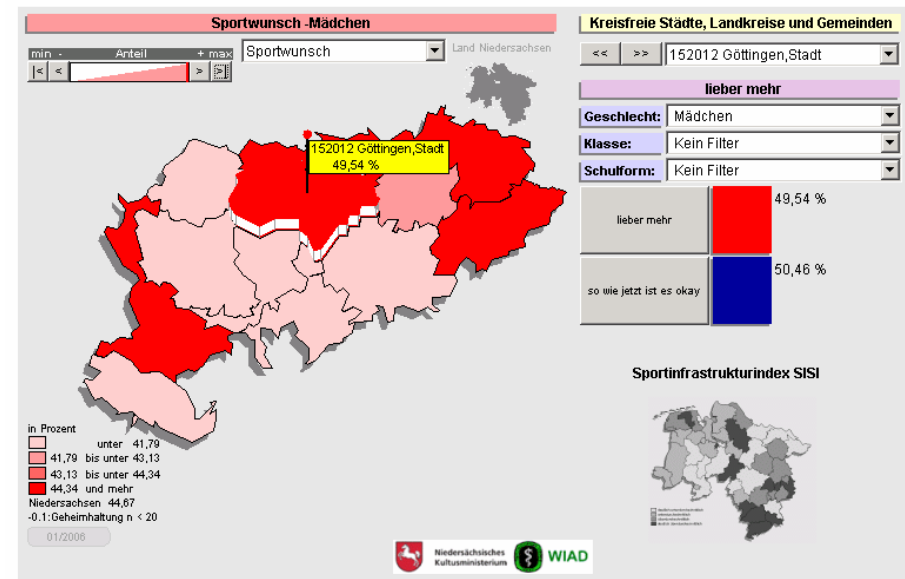 Sportwunsch -Mädchen
min - Anteil + max
|< < > >|
Sportwunsch
Land Niedersachsen
152012 Göttingen,Stadt
49,54 %
in Prozent
unter 41,79
41,79 bis unter 43,13
43,13 bis unter 44,34
44,34 und mehr
Niedersachsen 44,67
-0.1:Geheimhaltung n < 20
01/2006
Kreisfreie Städte, Landkreise und Gemeinden
<< >> 152012 Göttingen,Stadt
lieber mehr
Geschlecht: Mädchen
Klasse: Kein Filter
Schulform: Kein Filter
lieber mehr 49,54 %
so wie jetzt ist es okay 50,46 %
Sportinfrastrukturindex SISI
Niedersächsisches
Kultusministerium
WIAD